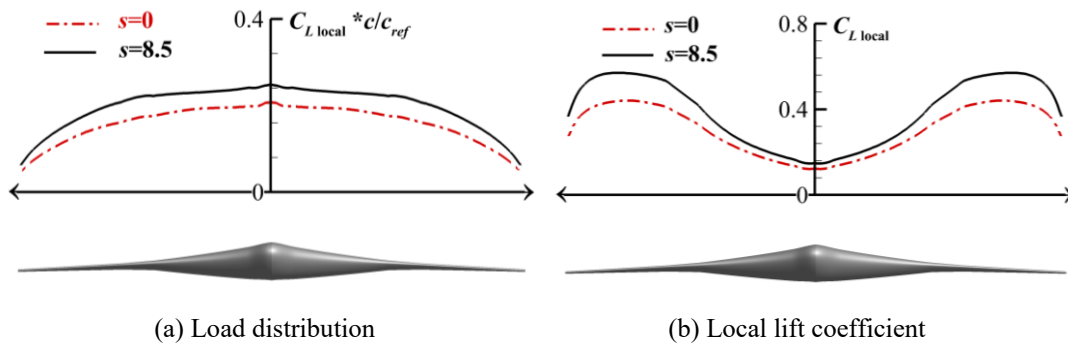 0.4
C_L local *c/c_ref
s=0
s=8.5
0
(a) Load distribution
0.8
C_L local
s=0
s=8.5
0.4
0
(b) Local lift coefficient